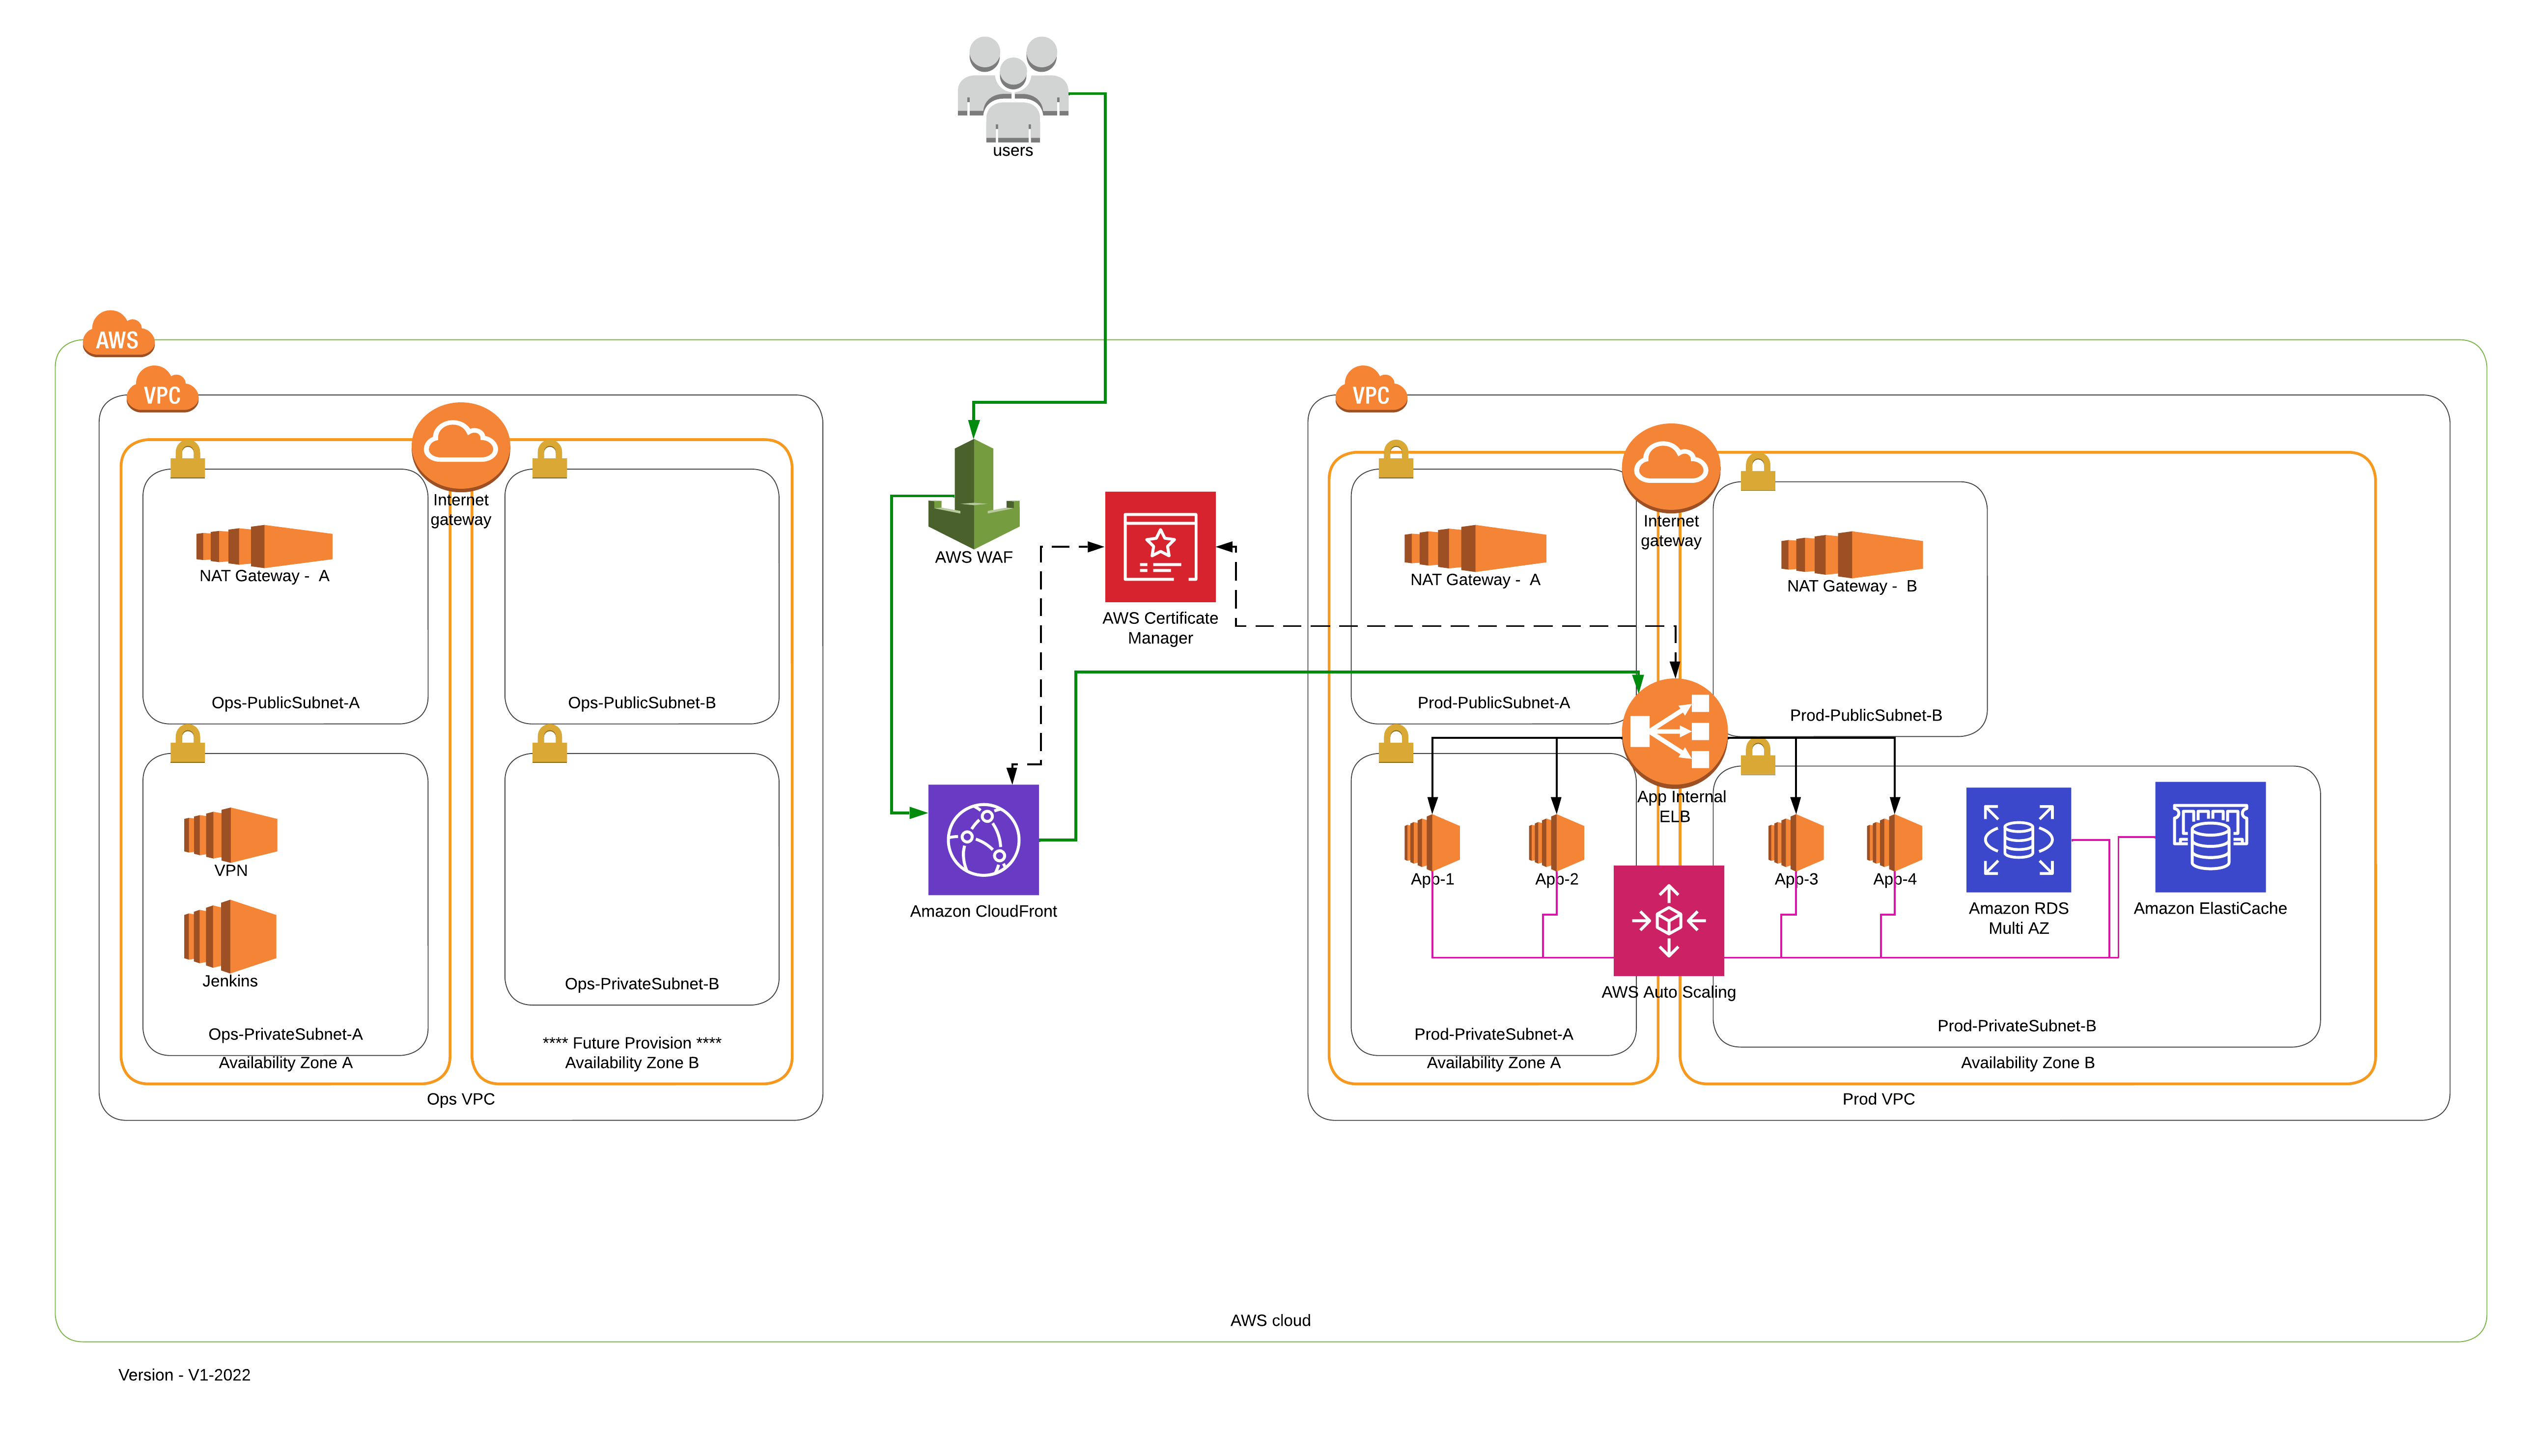 users
AWS
VPC
VPC
Internet
gateway
NAT Gateway -  A
Ops-PublicSubnet-A
Ops-PublicSubnet-B
VPN
Jenkins
Ops-PrivateSubnet-A
Availability Zone A
Ops-PrivateSubnet-B
**** Future Provision ****
Availability Zone B
Ops VPC
AWS WAF
AWS Certificate
Manager
Amazon CloudFront
Internet
gateway
NAT Gateway -  A
NAT Gateway -  B
Prod-PublicSubnet-A
Prod-PublicSubnet-B
App Internal
ELB
App-1
App-2
App-3
App-4
Amazon RDS
Multi AZ
Amazon ElastiCache
AWS Auto Scaling
Prod-PrivateSubnet-A
Availability Zone A
Prod-PrivateSubnet-B
Availability Zone B
Prod VPC
AWS cloud
Version - V1-2022